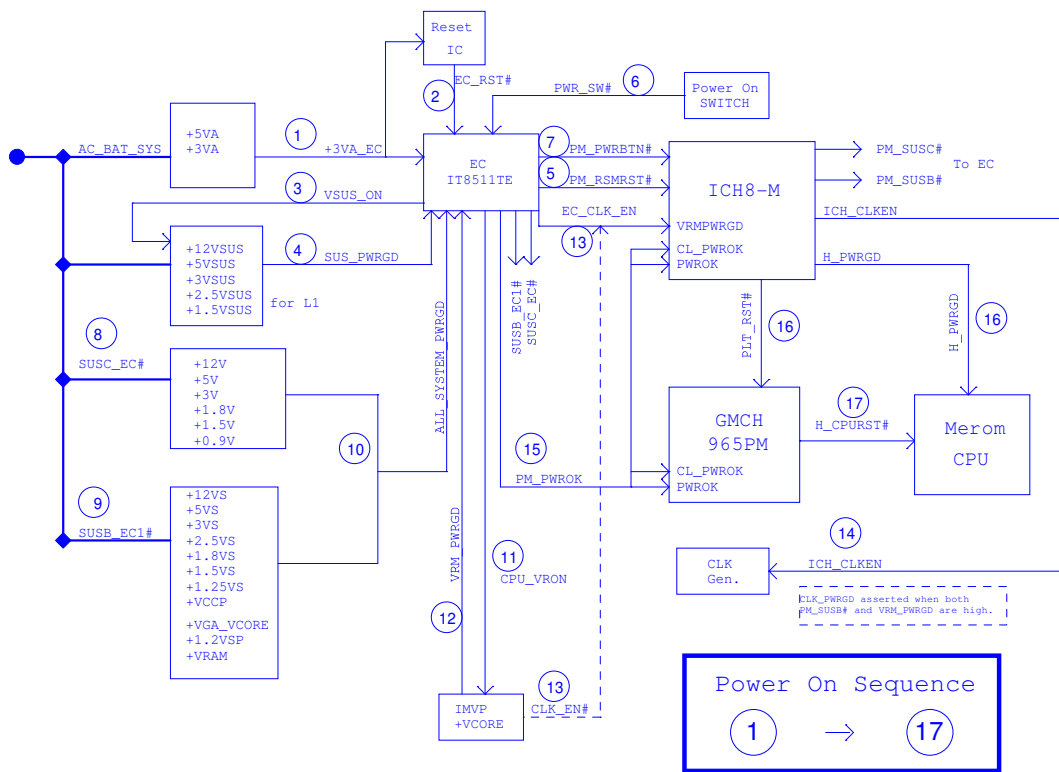 Reset
IC
EC_RST#
2
PWR_SW#
6
Power On
SWITCH
AC_BAT_SYS
+5VA
+3VA
1
+3VA_EC
EC
IT8511TE
7
PM_PWRBTN#
5
PM_RSMRST#
ICH8-M
PM_SUSC#
To EC
PM_SUSB#
3
VSUS_ON
EC_CLK_EN
13
VRMPWRGD
ICH_CLKEN
+12VSUS
+5VSUS
+3VSUS
+2.5VSUS
+1.5VSUS
4
SUS_PWRGD
for L1
CL_PWROK
PWROK
H_PWRGD
SUSB_EC1#
SUSC_EC#
PLT_RST#
16
H_PWRGD
16
8
SUSC_EC#
+12V
+5V
+3V
+1.8V
+1.5V
+0.9V
ALL SYSTEM PWRGD
10
GMCH
965PM
CL_PWROK
PWROK
17
H_CPURST#
Merom
CPU
15
PM_PWROK
9
SUSB_EC1#
+12VS
+5VS
+3VS
+2.5VS
+1.8VS
+1.5VS
+1.25VS
+VCCP
+VGA_VCORE
+1.2VSP
+VRAM
VRM PWRGD
11
CPU_VRON
12
CLK
Gen.
14
ICH_CLKEN
CLK_PWRGD asserted when both
PM_SUSB# and VRM_PWRGD are high.
IMVP
+VCORE
13
CLK_EN#
Power On Sequence
1 → 17